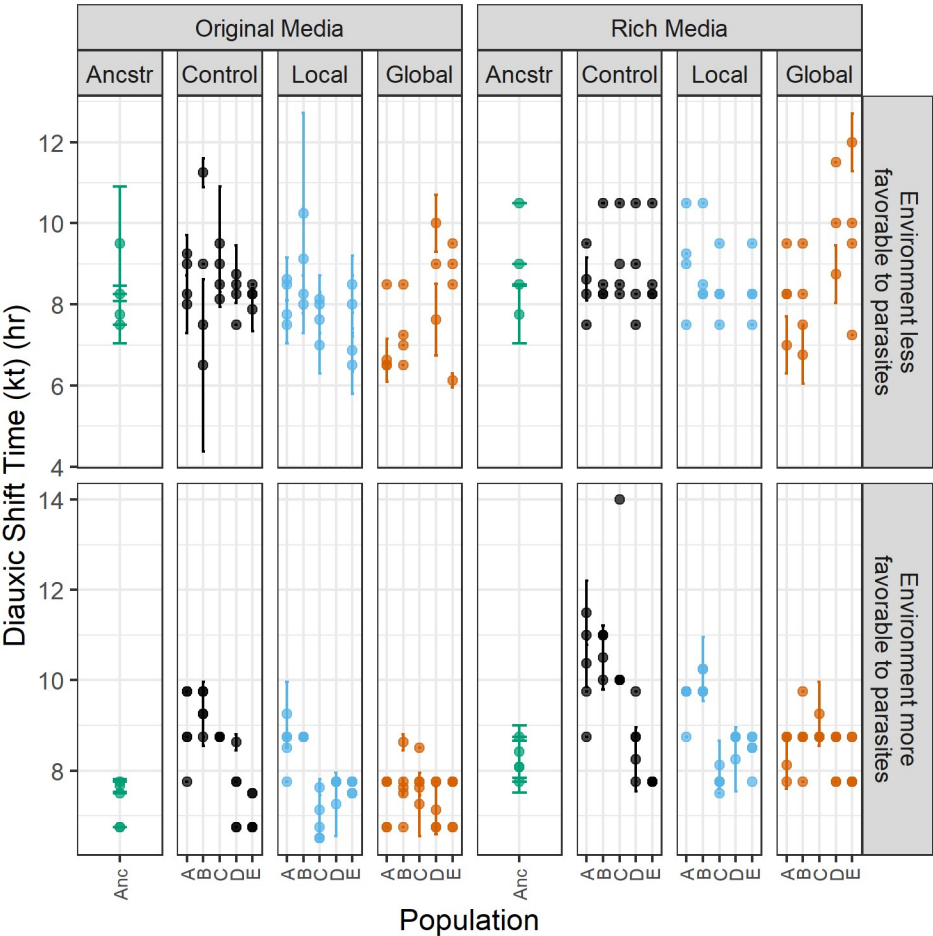 Original Media Rich Media
Ancstr Control Local Global Ancstr Control Local Global
12
10
8
6
4
Environment less
favorable to parasites
14
12
10
8
Environment more
favorable to parasites
Diauxic Shift Time (kt) (hr)
Anc A B C D E A B C D E A B C D E Anc A B C D E A B C D E A B C D E
Population